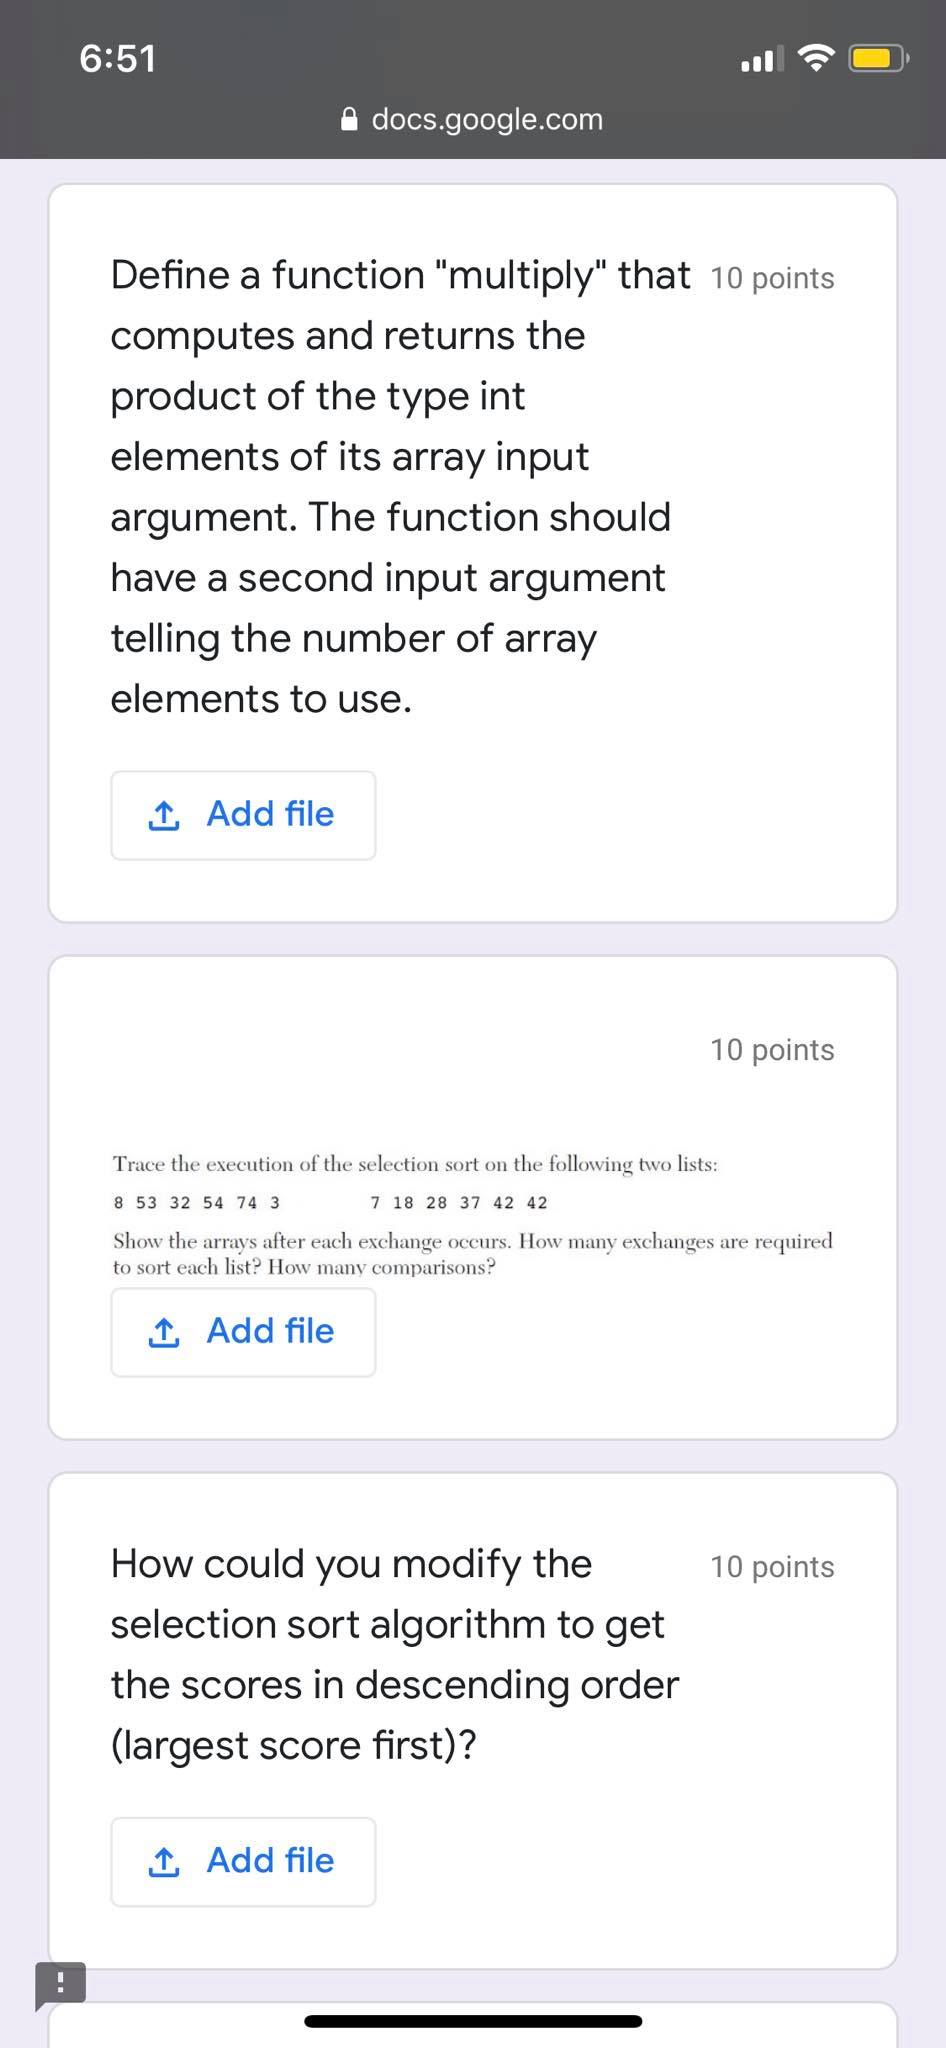 6:51
docs.google.com
Define a function "multiply" that 10 points
computes and returns the
product of the type int
elements of its array input
argument. The function should
have a second input argument
telling the number of array
elements to use.
Add file
10 points
Trace the execution of the selection sort on the following two lists:
8 53 32 54 74 3 7 18 28 37 42 42
Show the arrays after each exchange occurs. How many exchanges are required
to sort each list? How many comparisons?
Add file
How could you modify the 10 points
selection sort algorithm to get
the scores in descending order
(largest score first)?
Add file
!